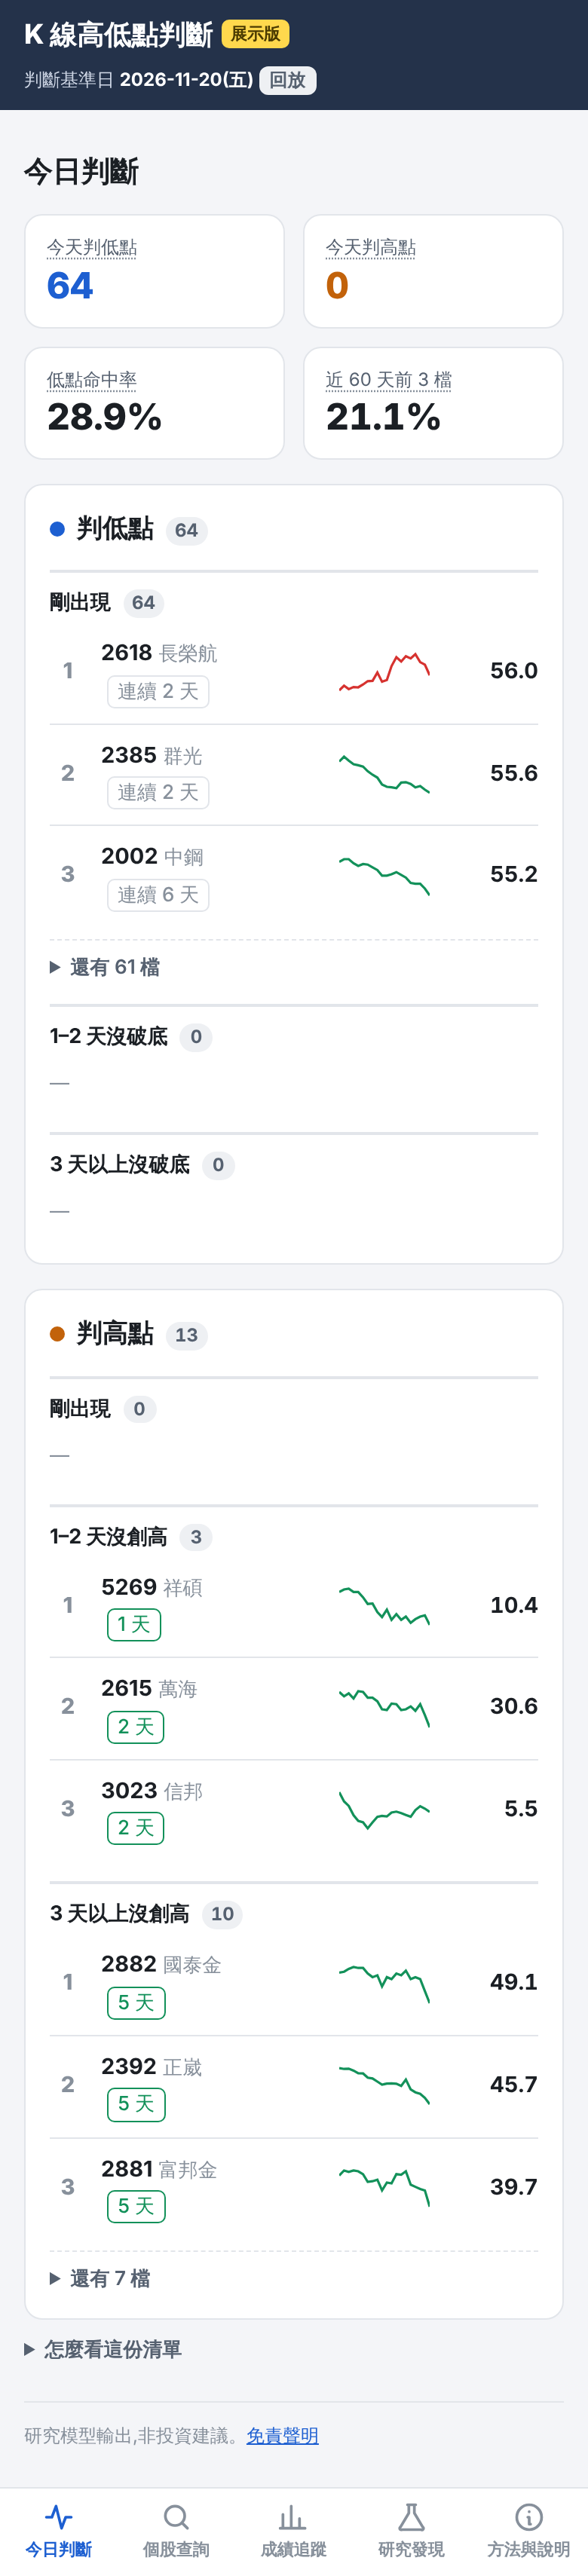 K 線高低點判斷 展示版
判斷基準日 2026-11-20(五) 回放
今日判斷
今天判低點
64
今天判高點
0
低點命中率
28.9%
近 60 天前 3 檔
21.1%
判低點 64
剛出現 64
1 2618 長榮航 56.0
連續 2 天
2 2385 群光 55.6
連續 2 天
3 2002 中鋼 55.2
連續 6 天
▶ 還有 61 檔
1–2 天沒破底 0
—
3 天以上沒破底 0
—
判高點 13
剛出現 0
—
1–2 天沒創高 3
1 5269 祥碩 10.4
1 天
2 2615 萬海 30.6
2 天
3 3023 信邦 5.5
2 天
3 天以上沒創高 10
1 2882 國泰金 49.1
5 天
2 2392 正崴 45.7
5 天
3 2881 富邦金 39.7
5 天
▶ 還有 7 檔
▶ 怎麼看這份清單
研究模型輸出,非投資建議。免責聲明
今日判斷 個股查詢 成績追蹤 研究發現 方法與說明